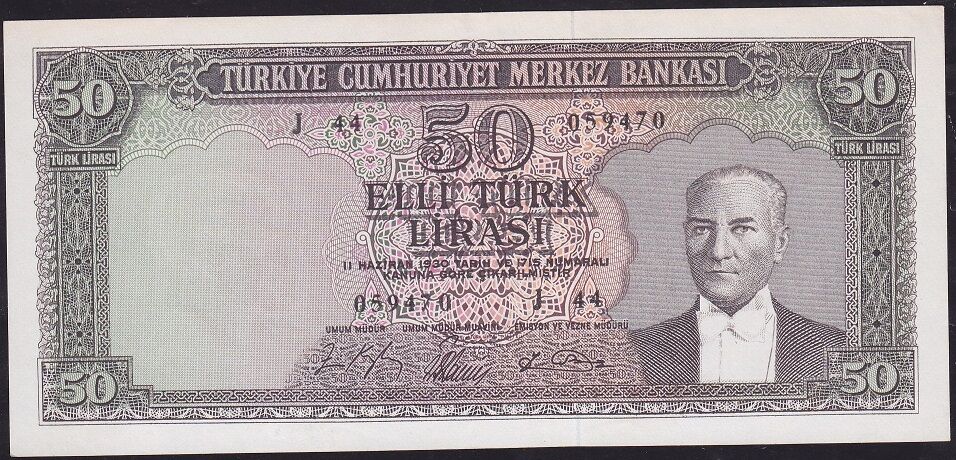 TÜRKİYE CUMHURİYET MERKEZ BANKASI
50 50
TÜRK LİRASI TÜRK LİRASI
J 44 059470
50
ELLİ TÜRK
LİRASI
11 HAZİRAN 1930 TARİH VE 1715 NUMARALI
KANUNA GÖRE ÇIKARILMIŞTIR
059470 J 44
UMUM MÜDÜR UMUM MÜDÜR MUAVİNİ EMİSYON VE VEZNE MÜDÜRÜ
50 50